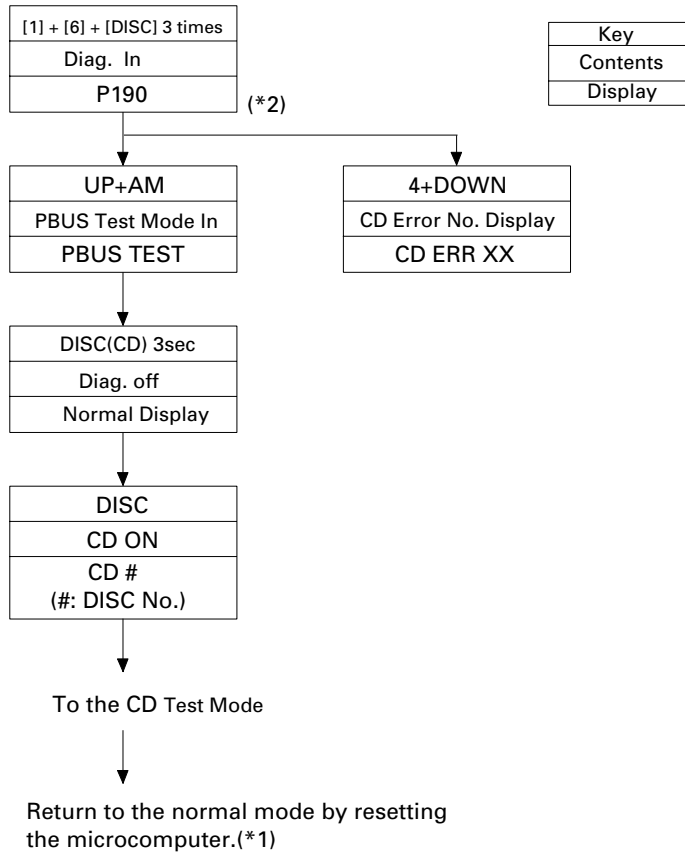 [1] + [6] + [DISC] 3 times
Diag. In
P190
(*2)
Key
Contents
Display
UP+AM
PBUS Test Mode In
PBUS TEST
4+DOWN
CD Error No. Display
CD ERR XX
DISC(CD) 3sec
Diag. off
Normal Display
DISC
CD ON
CD #
(#: DISC No.)
To the CD Test Mode
Return to the normal mode by resetting
the microcomputer.(*1)